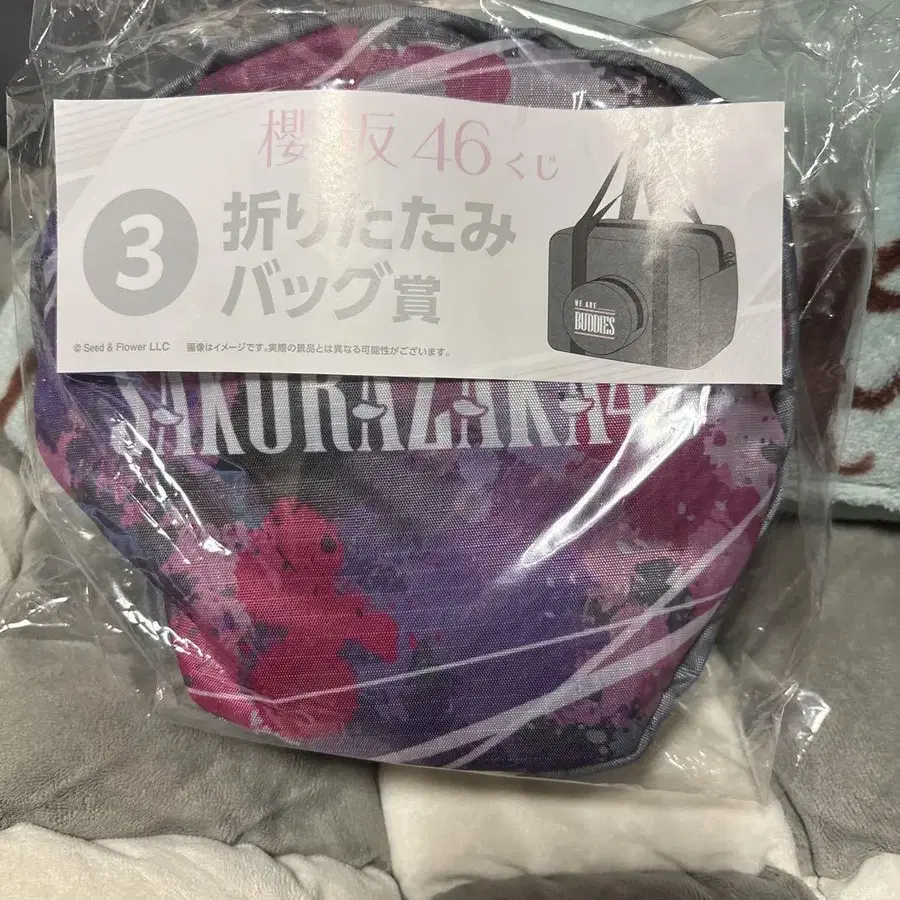 櫻坂46くじ
3
折りたたみ
バッグ賞
WE ARE
BUDDIES
© Seed & Flower LLC 画像はイメージです。実際の景品とは異なる可能性がございます。
SAKURAZAKA46